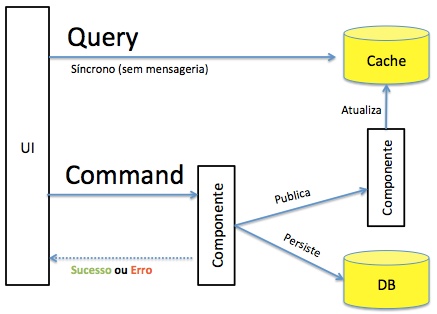 Query
Síncrono (sem mensageria)
Cache
Atualiza
UI
Command
Componente
Publica
Componente
Persiste
Sucesso ou Erro
DB